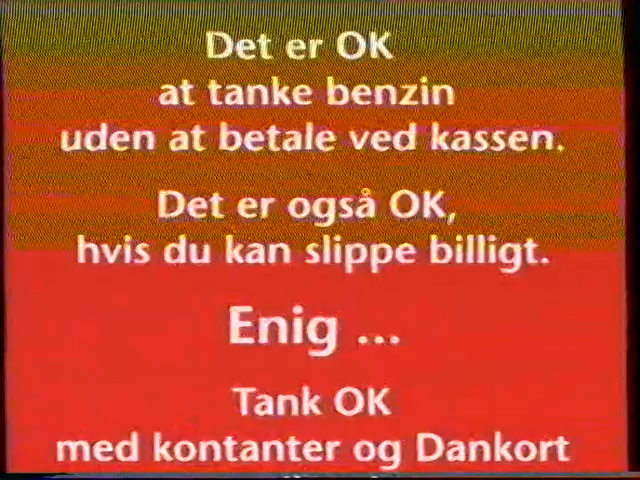 Det er OK
at tanke benzin
uden at betale ved kassen.
Det er også OK,
hvis du kan slippe billigt.
Enig ...
Tank OK
med kontanter og Dankort